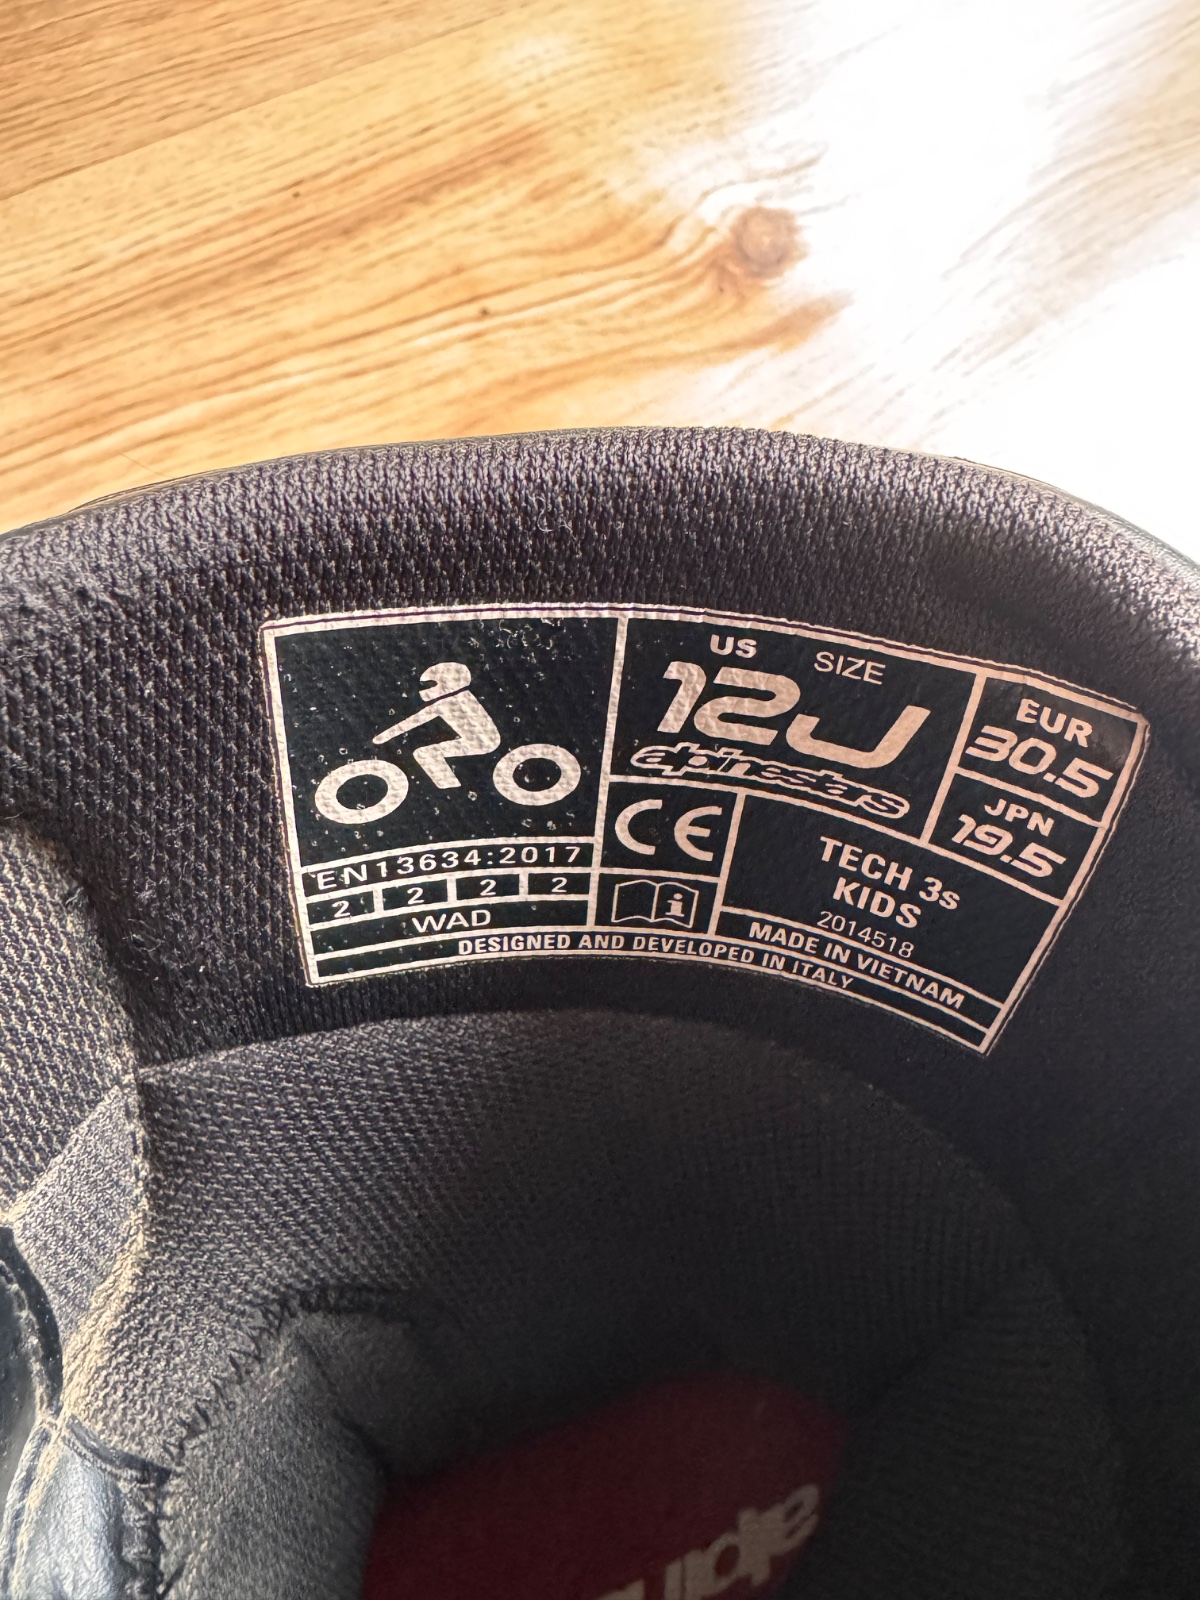 US SIZE
12J
alpinestars
EUR
30.5
JPN
19.5
EN13634:2017
2 2 2 2
WAD
CE
i
TECH 3s
KIDS
2014518
MADE IN VIETNAM
DESIGNED AND DEVELOPED IN ITALY